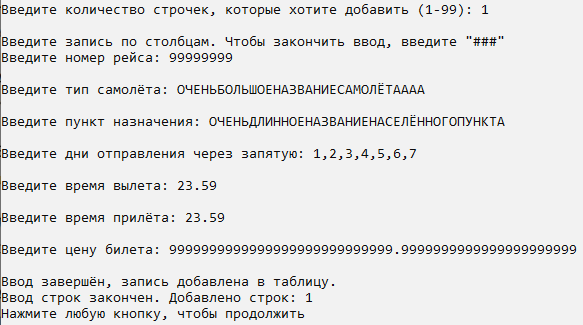 Введите количество строчек, которые хотите добавить (1-99): 1
Введите запись по столбцам. Чтобы закончить ввод, введите "###"
Введите номер рейса: 99999999
Введите тип самолёта: ОЧЕНЬБОЛЬШОЕНАЗВАНИЕСАМОЛЁТАААА
Введите пункт назначения: ОЧЕНЬДЛИННОЕНАЗВАНИЕНАСЕЛЁННОГОПУНКТА
Введите дни отправления через запятую: 1,2,3,4,5,6,7
Введите время вылета: 23.59
Введите время прилёта: 23.59
Введите цену билета: 9999999999999999999999999999.9999999999999999999999
Ввод завершён, запись добавлена в таблицу.
Ввод строк закончен. Добавлено строк: 1
Нажмите любую кнопку, чтобы продолжить